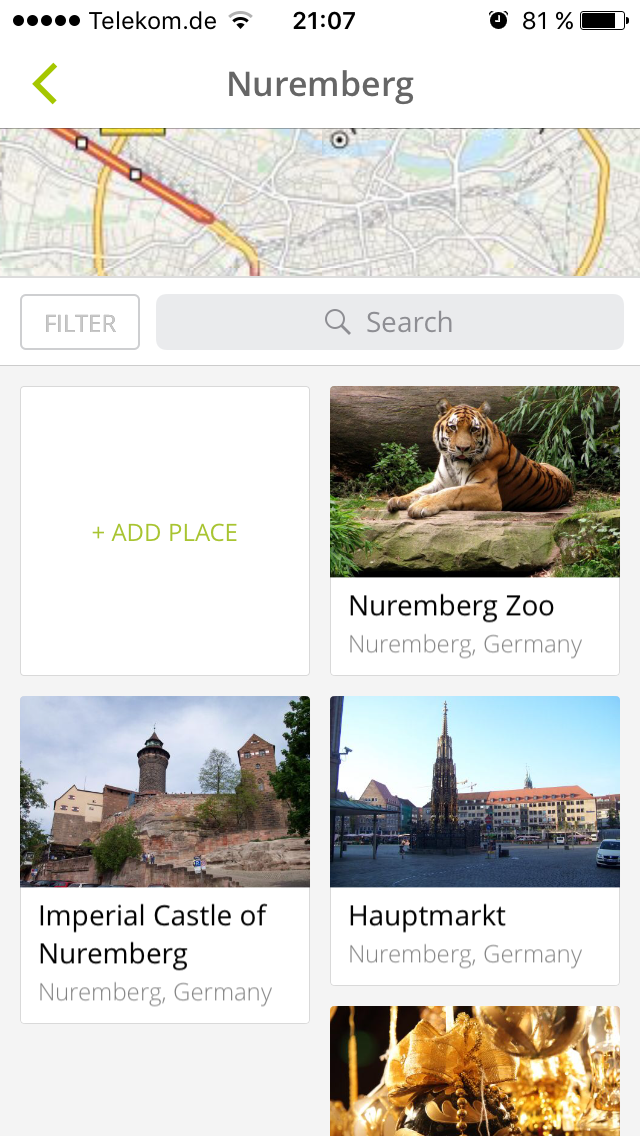 Telekom.de 21:07 81 %
Nuremberg
FILTER
Search
+ ADD PLACE
Nuremberg Zoo
Nuremberg, Germany
Imperial Castle of
Nuremberg
Nuremberg, Germany
Hauptmarkt
Nuremberg, Germany